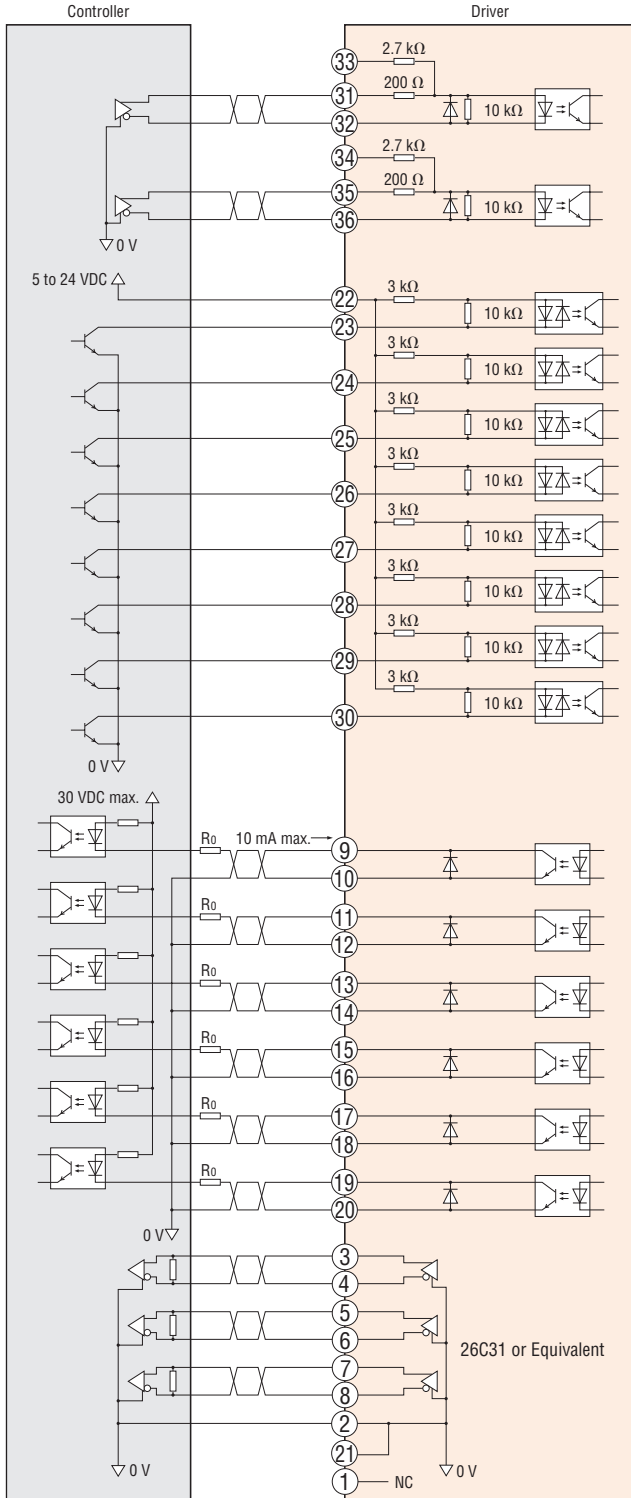 Controller Driver
33 2.7 kΩ
31 200 Ω
32 10 kΩ
34 2.7 kΩ
35 200 Ω
36 10 kΩ
0 V
5 to 24 VDC 22 3 kΩ
23 10 kΩ
3 kΩ
24 10 kΩ
3 kΩ
25 10 kΩ
3 kΩ
26 10 kΩ
3 kΩ
27 10 kΩ
3 kΩ
28 10 kΩ
3 kΩ
29 10 kΩ
3 kΩ
30 10 kΩ
0 V
30 VDC max.
R0 10 mA max. 9
10
R0 11
12
R0 13
14
R0 15
16
R0 17
18
R0 19
20
0 V
3
4
5
6
26C31 or Equivalent
7
8
2
21
0 V 0 V
1 NC